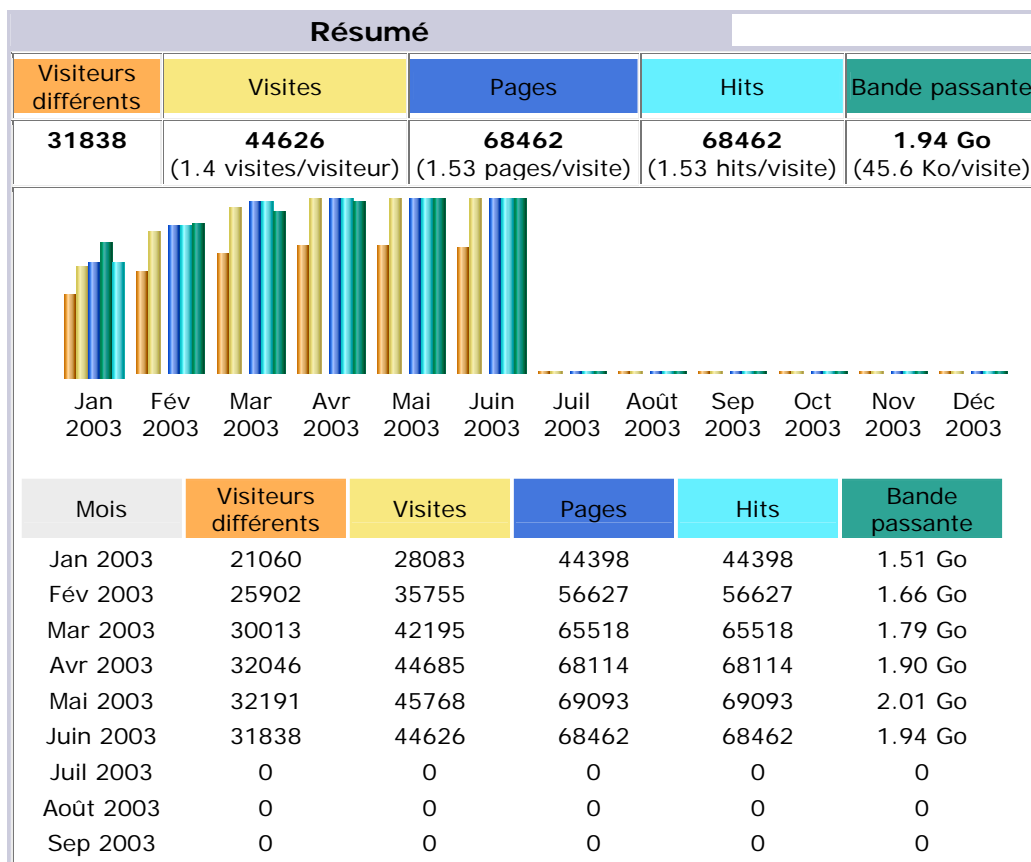 Résumé
Visiteurs différents Visites Pages Hits Bande passante
31838 44626 68462 68462 1.94 Go
(1.4 visites/visiteur) (1.53 pages/visite) (1.53 hits/visite) (45.6 Ko/visite)
Jan Fév Mar Avr Mai Juin Juil Août Sep Oct Nov Déc
2003 2003 2003 2003 2003 2003 2003 2003 2003 2003 2003 2003
Mois Visiteurs différents Visites Pages Hits Bande passante
Jan 2003 21060 28083 44398 44398 1.51 Go
Fév 2003 25902 35755 56627 56627 1.66 Go
Mar 2003 30013 42195 65518 65518 1.79 Go
Avr 2003 32046 44685 68114 68114 1.90 Go
Mai 2003 32191 45768 69093 69093 2.01 Go
Juin 2003 31838 44626 68462 68462 1.94 Go
Juil 2003 0 0 0 0 0
Août 2003 0 0 0 0 0
Sep 2003 0 0 0 0 0